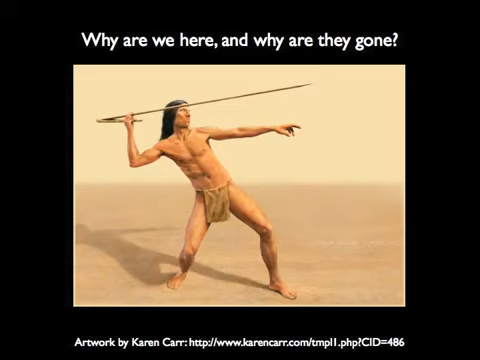 Why are we here, and why are they gone?
Artwork by Karen Carr: http://www.karencarr.com/tmpl1.php?CID=486